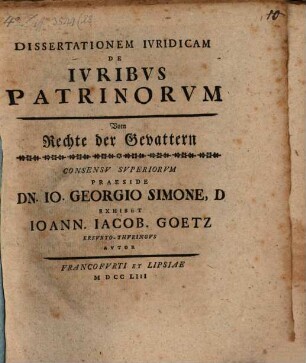 10
DISSERTATIONEM IVRIDICAM
DE
IVRIBVS
PATRINORVM
Vom
Rechte der Gevattern
CONSENSV SVPERIORVM
PRAESIDE
DN. IO. GEORGIO SIMONE, D
EXHIBET
IOANN. IACOB. GOETZ
AVTOR
FRANCOFVRTI ET LIPSIAE
MDCCLIII